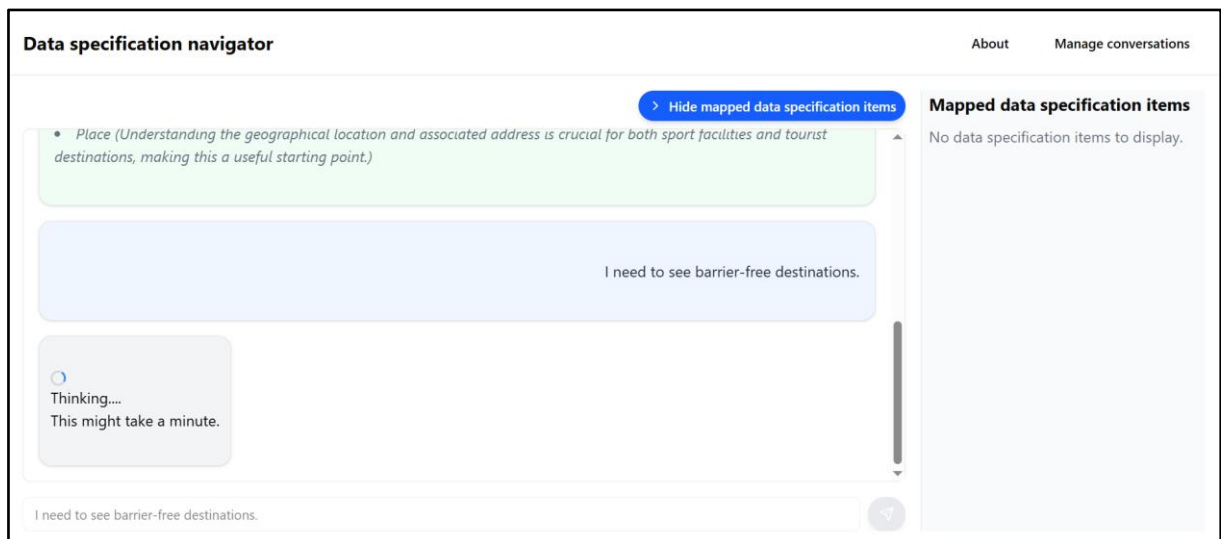 Data specification navigator
About
Manage conversations
Hide mapped data specification items
• Place (Understanding the geographical location and associated address is crucial for both sport facilities and tourist
destinations, making this a useful starting point.)
I need to see barrier-free destinations.
Thinking....
This might take a minute.
I need to see barrier-free destinations.
Mapped data specification items
No data specification items to display.